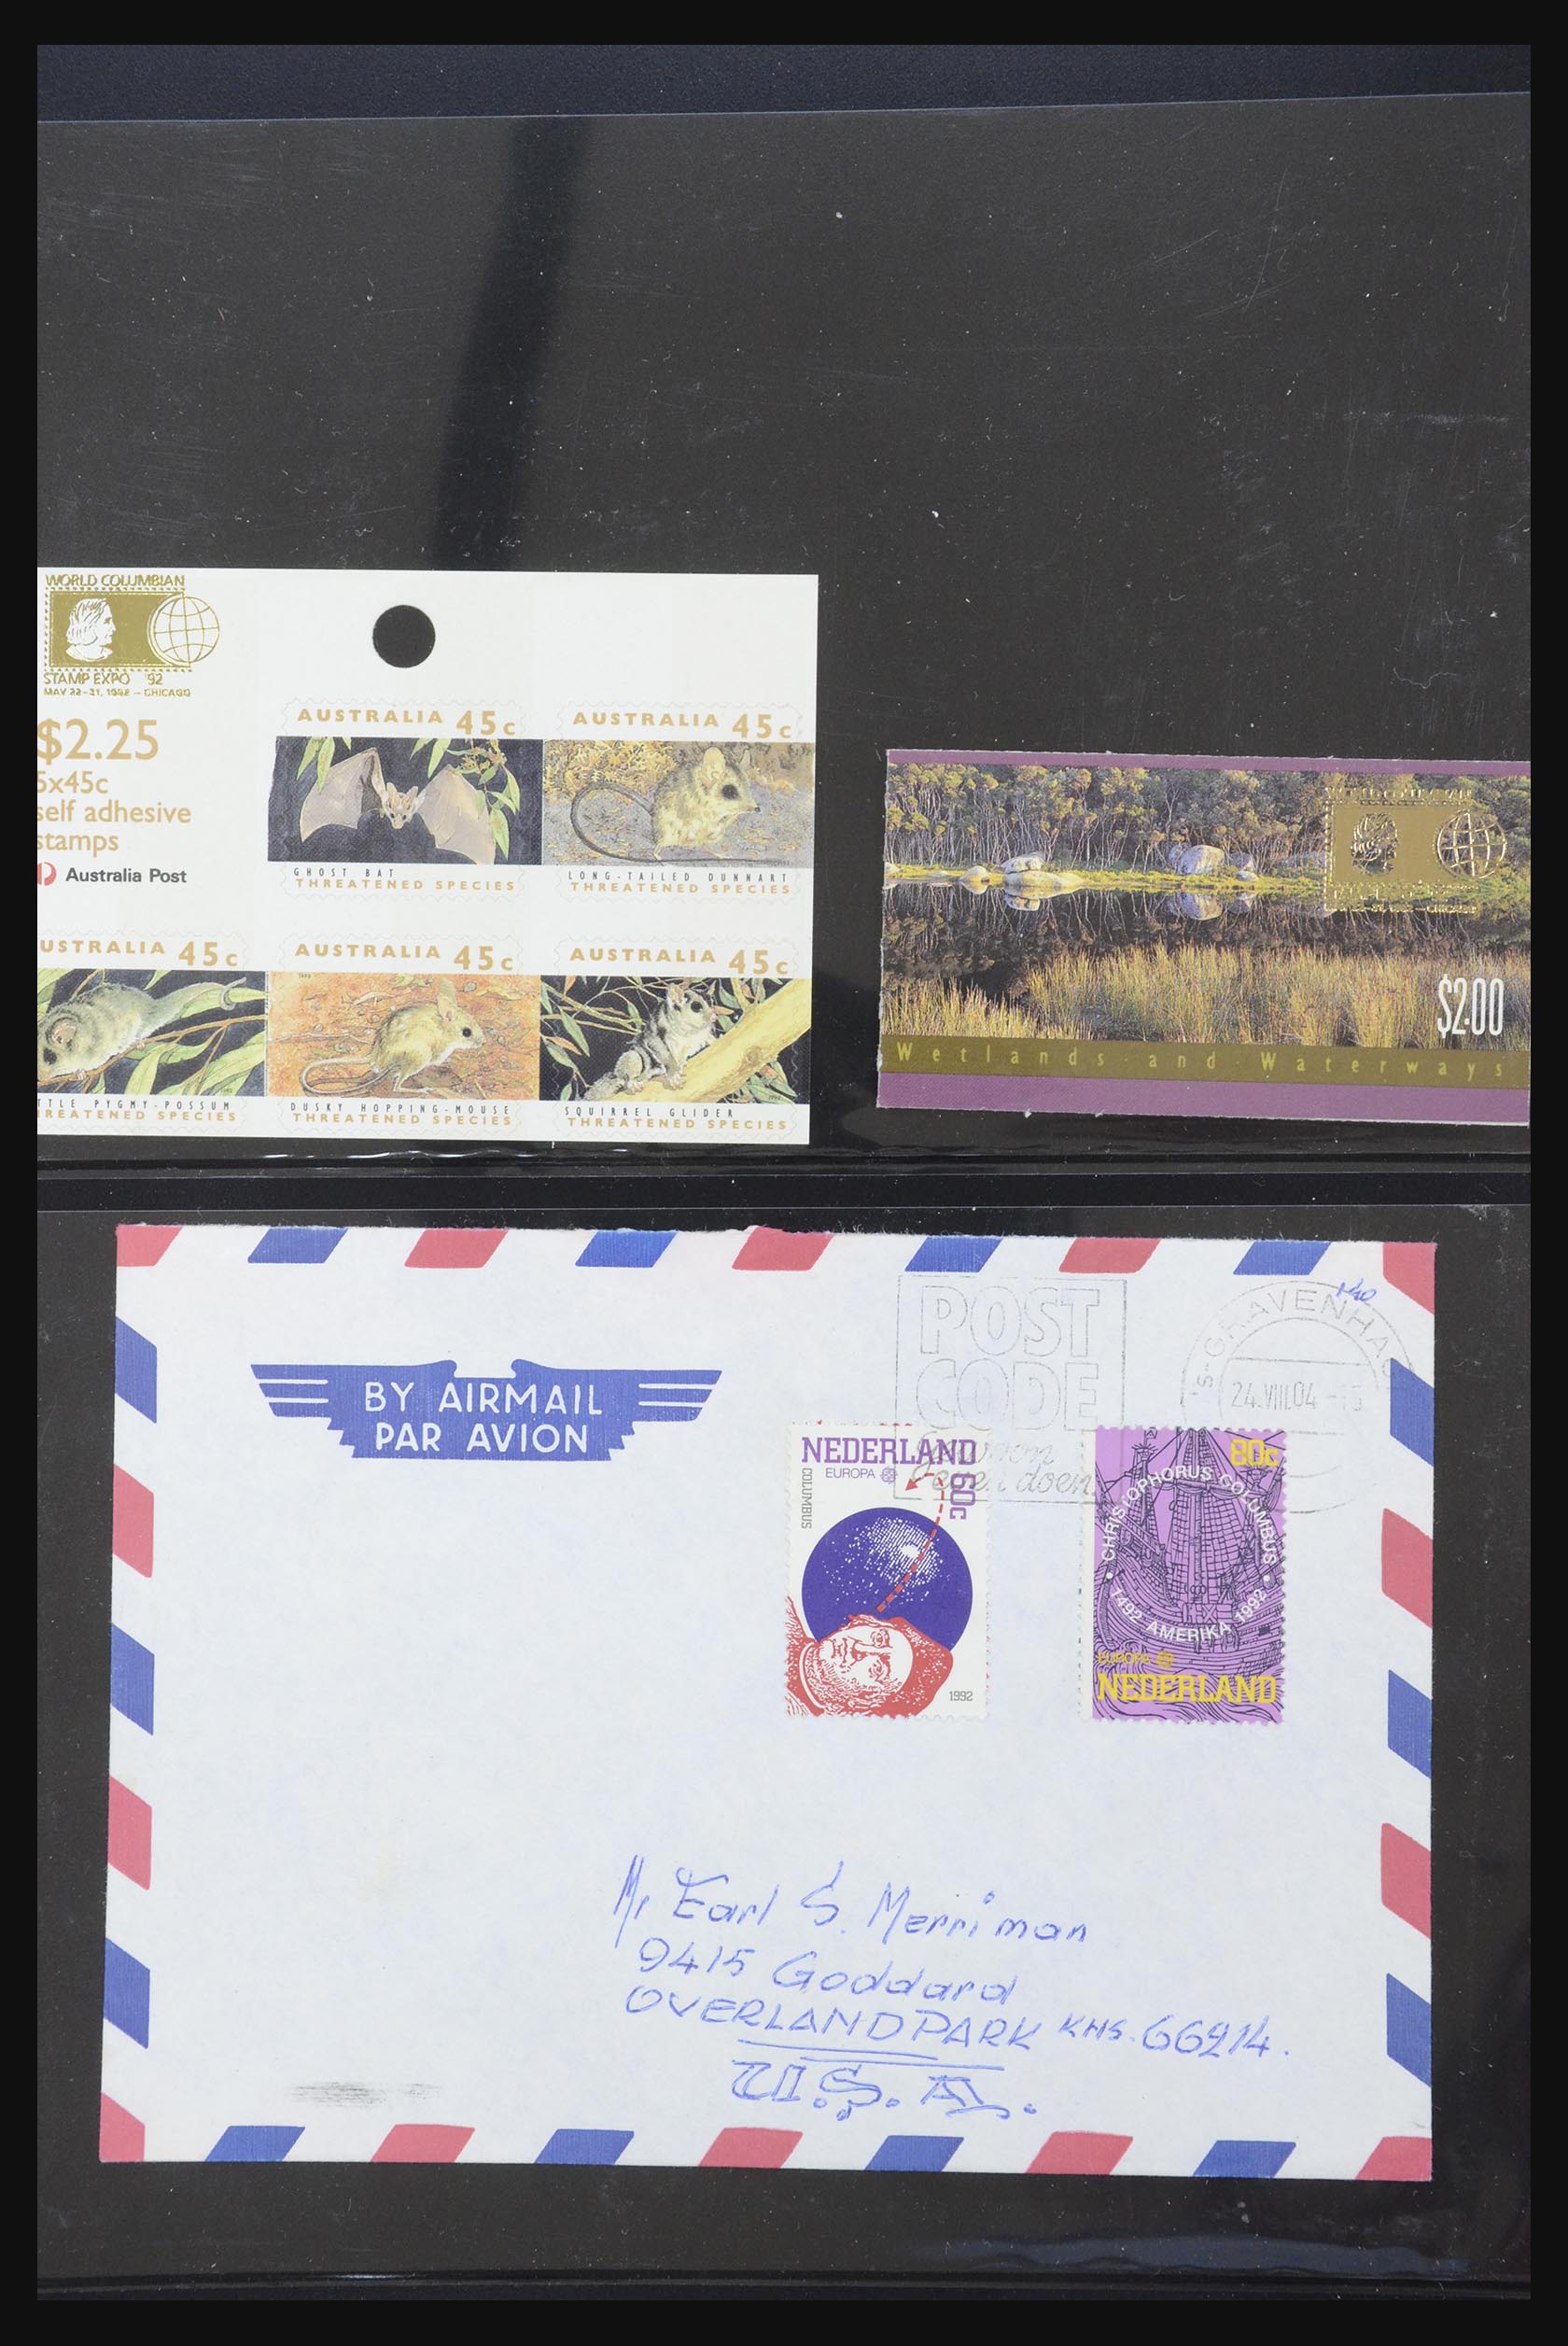 WORLD COLUMBIAN
STAMP EXPO '92
MAY 22-31, 1992 – CHICAGO
$2.25
5x45c
self adhesive
stamps
Australia Post
AUSTRALIA 45c
GHOST BAT
THREATENED SPECIES
AUSTRALIA 45c
LONG-TAILED DUNNART
THREATENED SPECIES
USTRALIA 45c
TTLE PYGMY-POSSUM
HREATENED SPECIES
AUSTRALIA 45c
DUSKY HOPPING-MOUSE
THREATENED SPECIES
AUSTRALIA 45c
SQUIRREL GLIDER
THREATENED SPECIES
$2.00
Wetlands and Waterways
BY AIRMAIL
PAR AVION
POST
CODE
even doen
'S-GRAVENHAG
24.VIII.04
NEDERLAND
EUROPA
60c
COLUMBUS
1992
80c
• CHRISTOPHORUS COLUMBUS •
1492 AMERIKA 1992
EUROPA
NEDERLAND
Mr Earl S. Merriman
9415 Goddard
OVERLANDPARK KNS. 66214.
U.S.A.